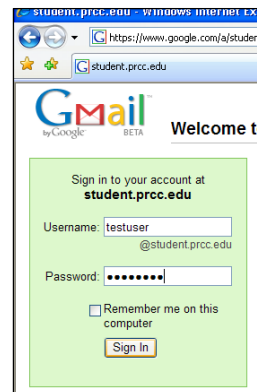 student.prcc.edu - Windows Internet Ex
https://www.google.com/a/studen
student.prcc.edu
Gmail
by Google BETA
Welcome t
Sign in to your account at
student.prcc.edu
Username: testuser
@student.prcc.edu
Password: ••••••••
Remember me on this
computer
Sign In